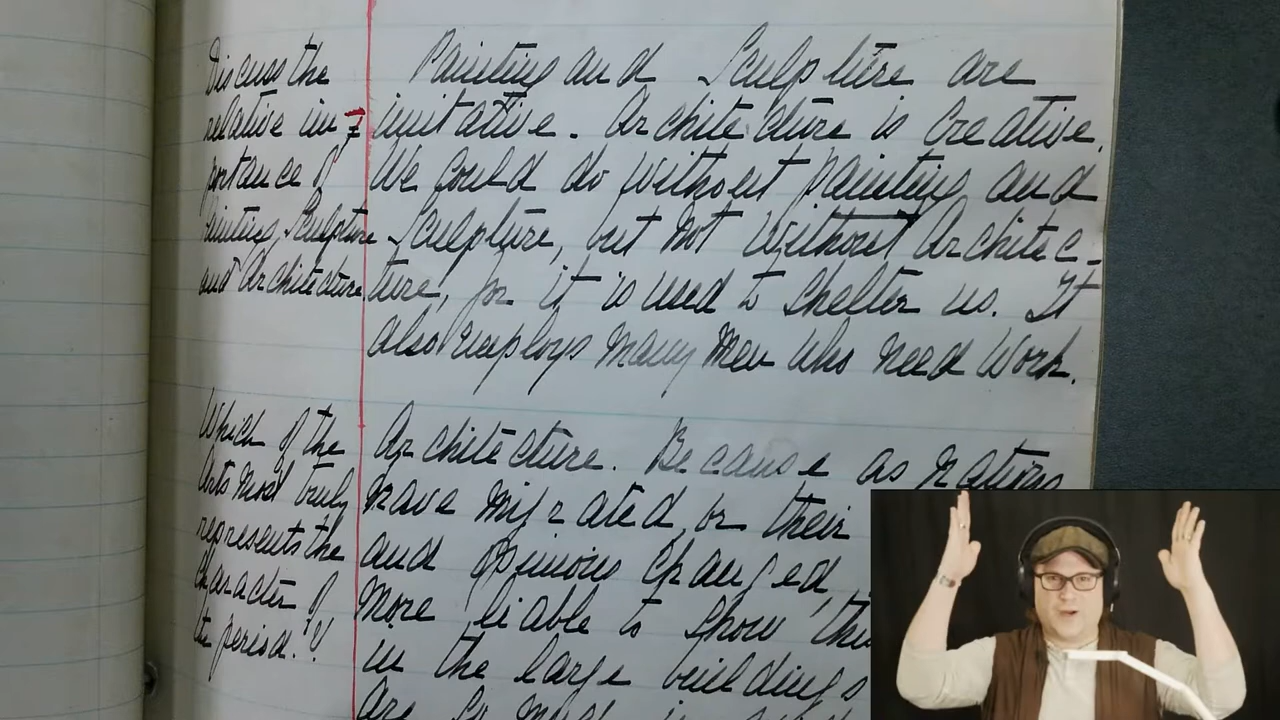 Discuss the
relative im-
portance of
Painting, Sculpture
and Architecture
Painting and Sculpture are
imitative. Architecture is Creative.
We could do without painting and
Sculpture, but not without Architec-
ture, for it is used to shelter us. It
also employs many men who need work.
Which of the
Arts most truly
represents the
Character of
the period.?
Architecture. Because as nations
have migrated, or their
and opinions changed,
more liable to show
in the large buildings
are so